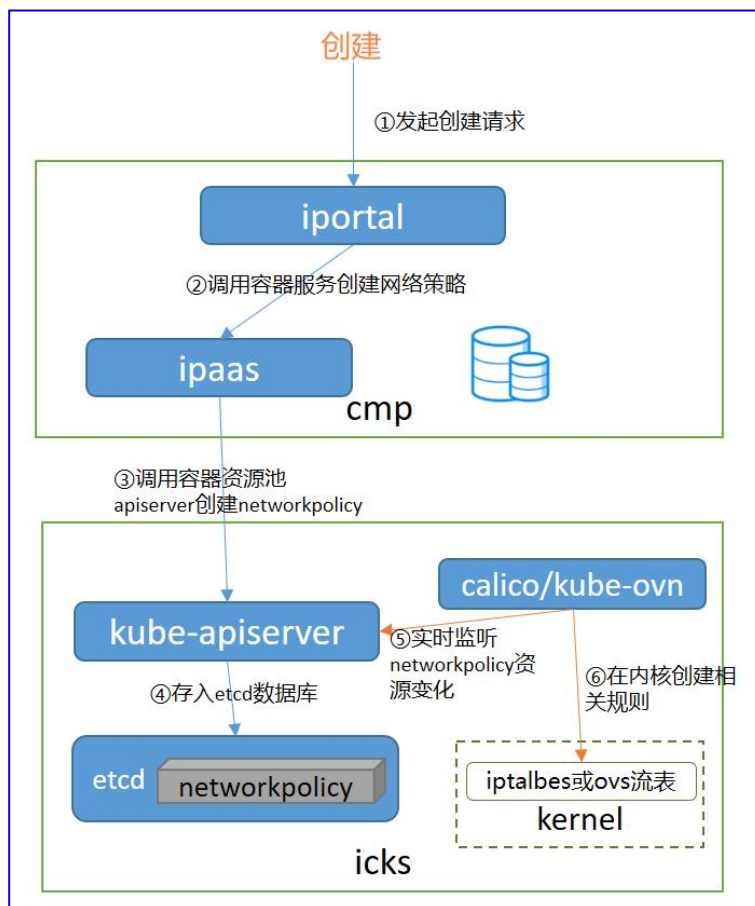 创建
①发起创建请求
iportal
②调用容器服务创建网络策略
ipaas
cmp
③调用容器资源池
apiserver创建networkpolicy
calico/kube-ovn
kube-apiserver
⑤实时监听
networkpolicy资
源变化
④存入etcd数据库
⑥在内核创建相
关规则
etcd
networkpolicy
iptalbes或ovs流表
kernel
icks